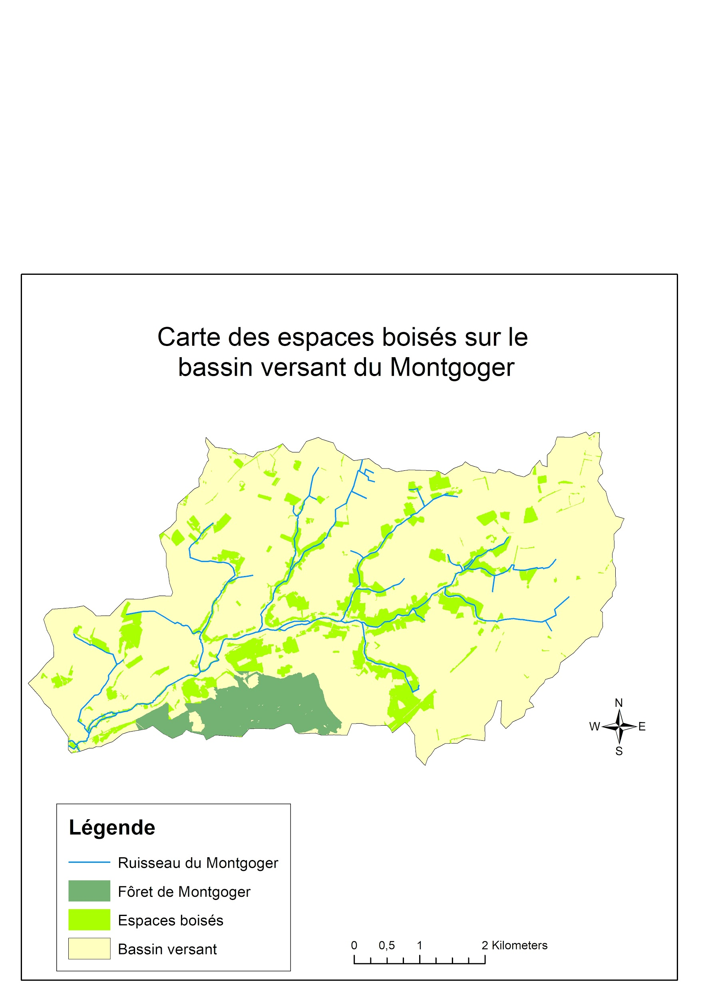 Carte des espaces boisés sur le
bassin versant du Montgoger
N
W E
S
Légende
Ruisseau du Montgoger
Fôret de Montgoger
Espaces boisés
Bassin versant
0 0,5 1 2 Kilometers